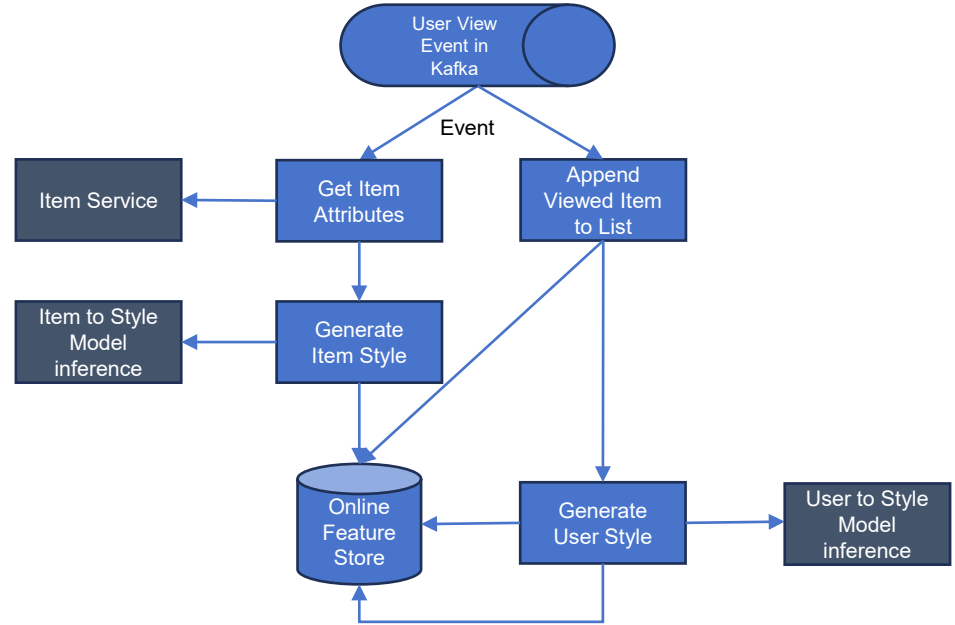 User View
Event in
Kafka
Event
Item Service
Get Item
Attributes
Append
Viewed Item
to List
Item to Style
Model
inference
Generate
Item Style
Online
Feature
Store
Generate
User Style
User to Style
Model
inference